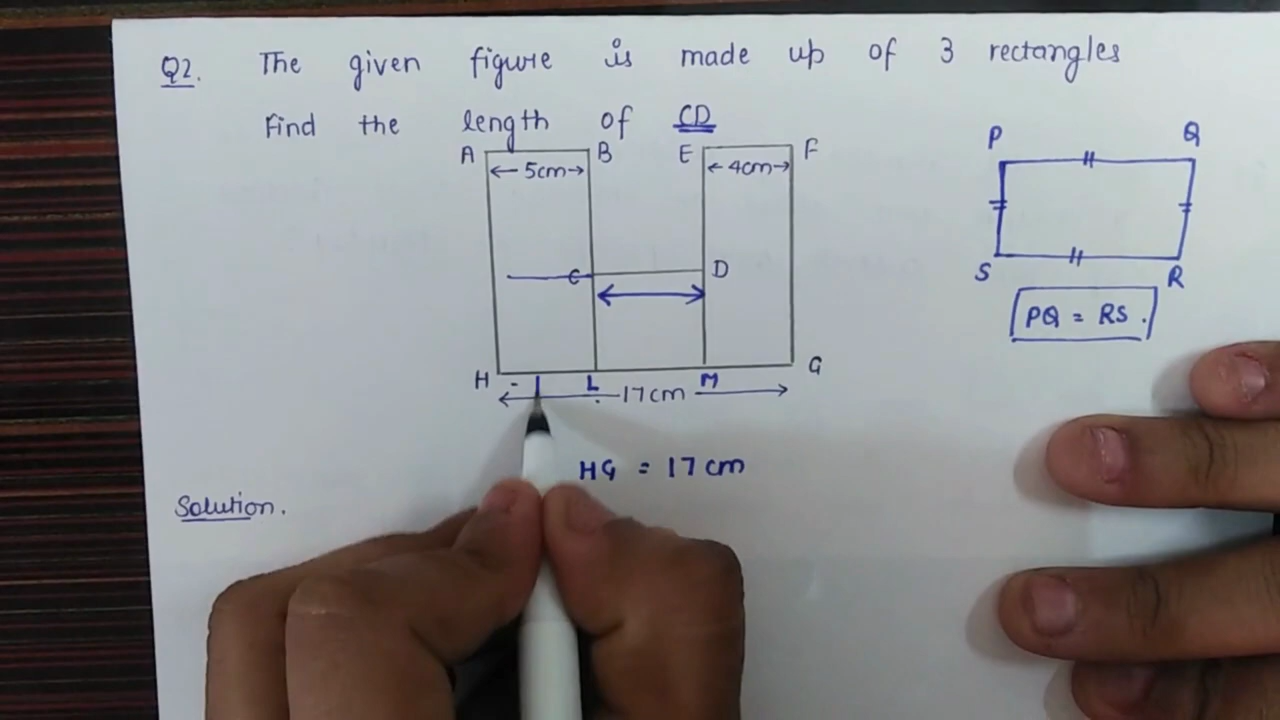 Q2. The given figure is made up of 3 rectangles
Find the length of CD
A B E F
5cm 4cm
P Q
C D
S R
PQ = RS.
H L M G
17cm
HG = 17 cm
Solution.